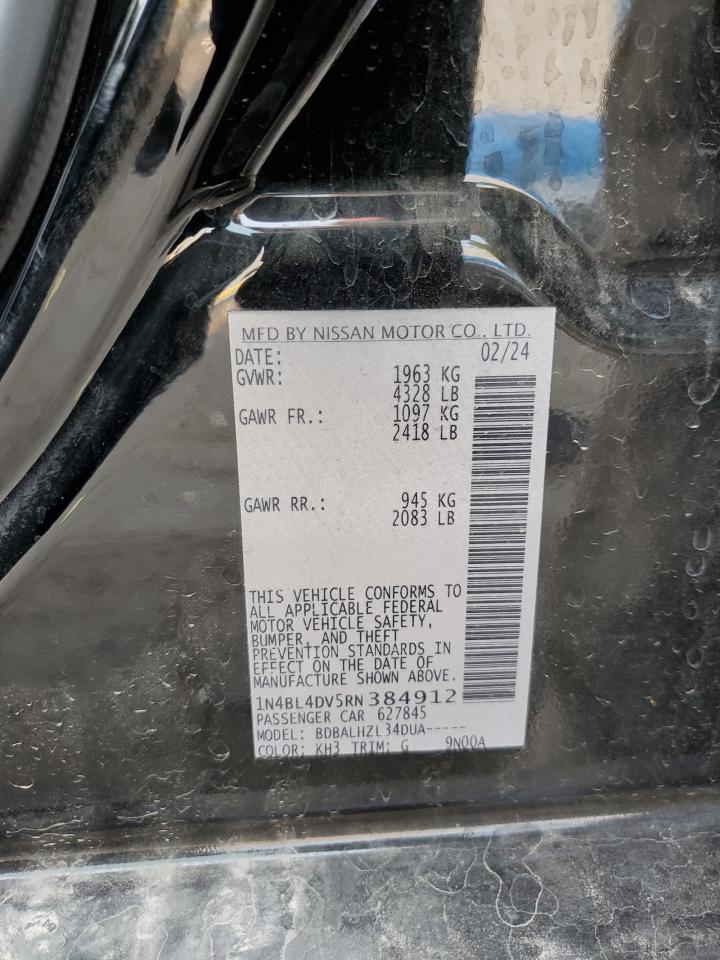 MFD BY NISSAN MOTOR CO., LTD.
DATE: 02/24
GVWR: 1963 KG
4328 LB
GAWR FR.: 1097 KG
2418 LB
GAWR RR.: 945 KG
2083 LB
THIS VEHICLE CONFORMS TO
ALL APPLICABLE FEDERAL
MOTOR VEHICLE SAFETY,
BUMPER, AND THEFT
PREVENTION STANDARDS IN
EFFECT ON THE DATE OF
MANUFACTURE SHOWN ABOVE.
1N4BL4DV5RN384912
PASSENGER CAR 627845
MODEL: BDBALHZL34DUA-----
COLOR: KH3 TRIM: G 9N00A